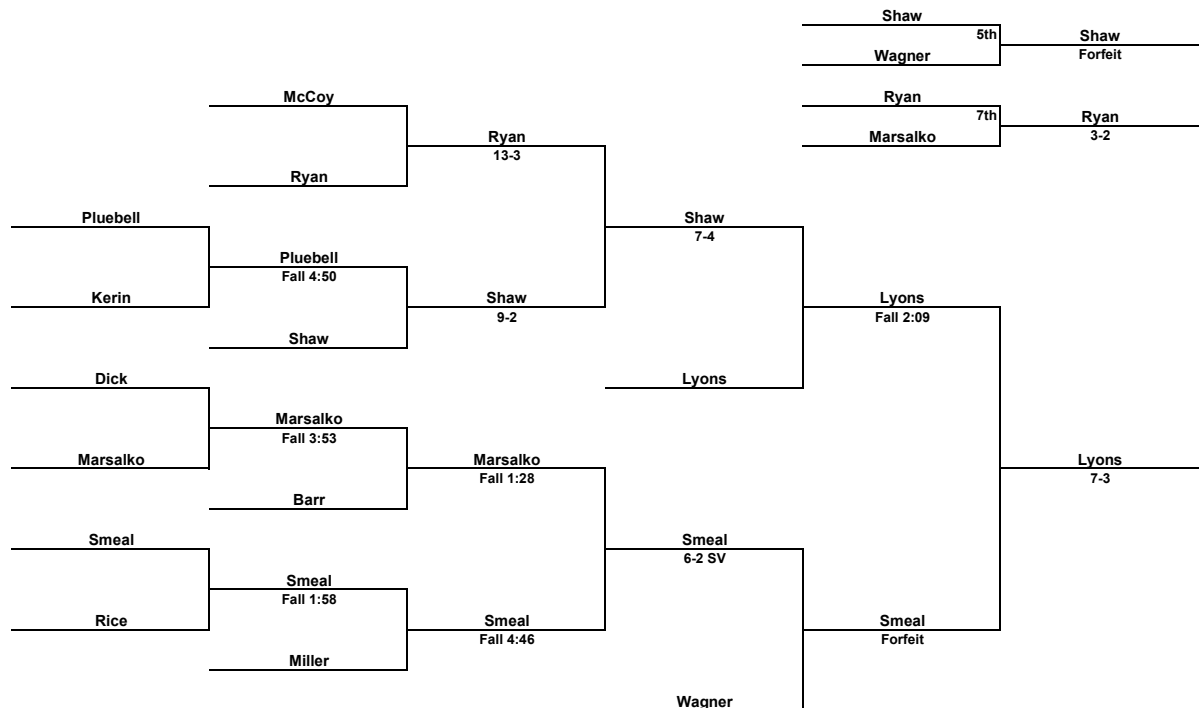 Shaw
5th
Shaw
Wagner
Forfeit
McCoy
Ryan
7th
Ryan
Ryan
13-3
Marsalko
3-2
Ryan
Pluebell
Shaw
7-4
Pluebell
Fall 4:50
Kerin
Shaw
9-2
Lyons
Fall 2:09
Shaw
Dick
Lyons
Marsalko
Fall 3:53
Marsalko
Marsalko
Fall 1:28
Lyons
7-3
Barr
Smeal
Smeal
6-2 SV
Smeal
Fall 1:58
Rice
Smeal
Fall 4:46
Smeal
Forfeit
Miller
Wagner